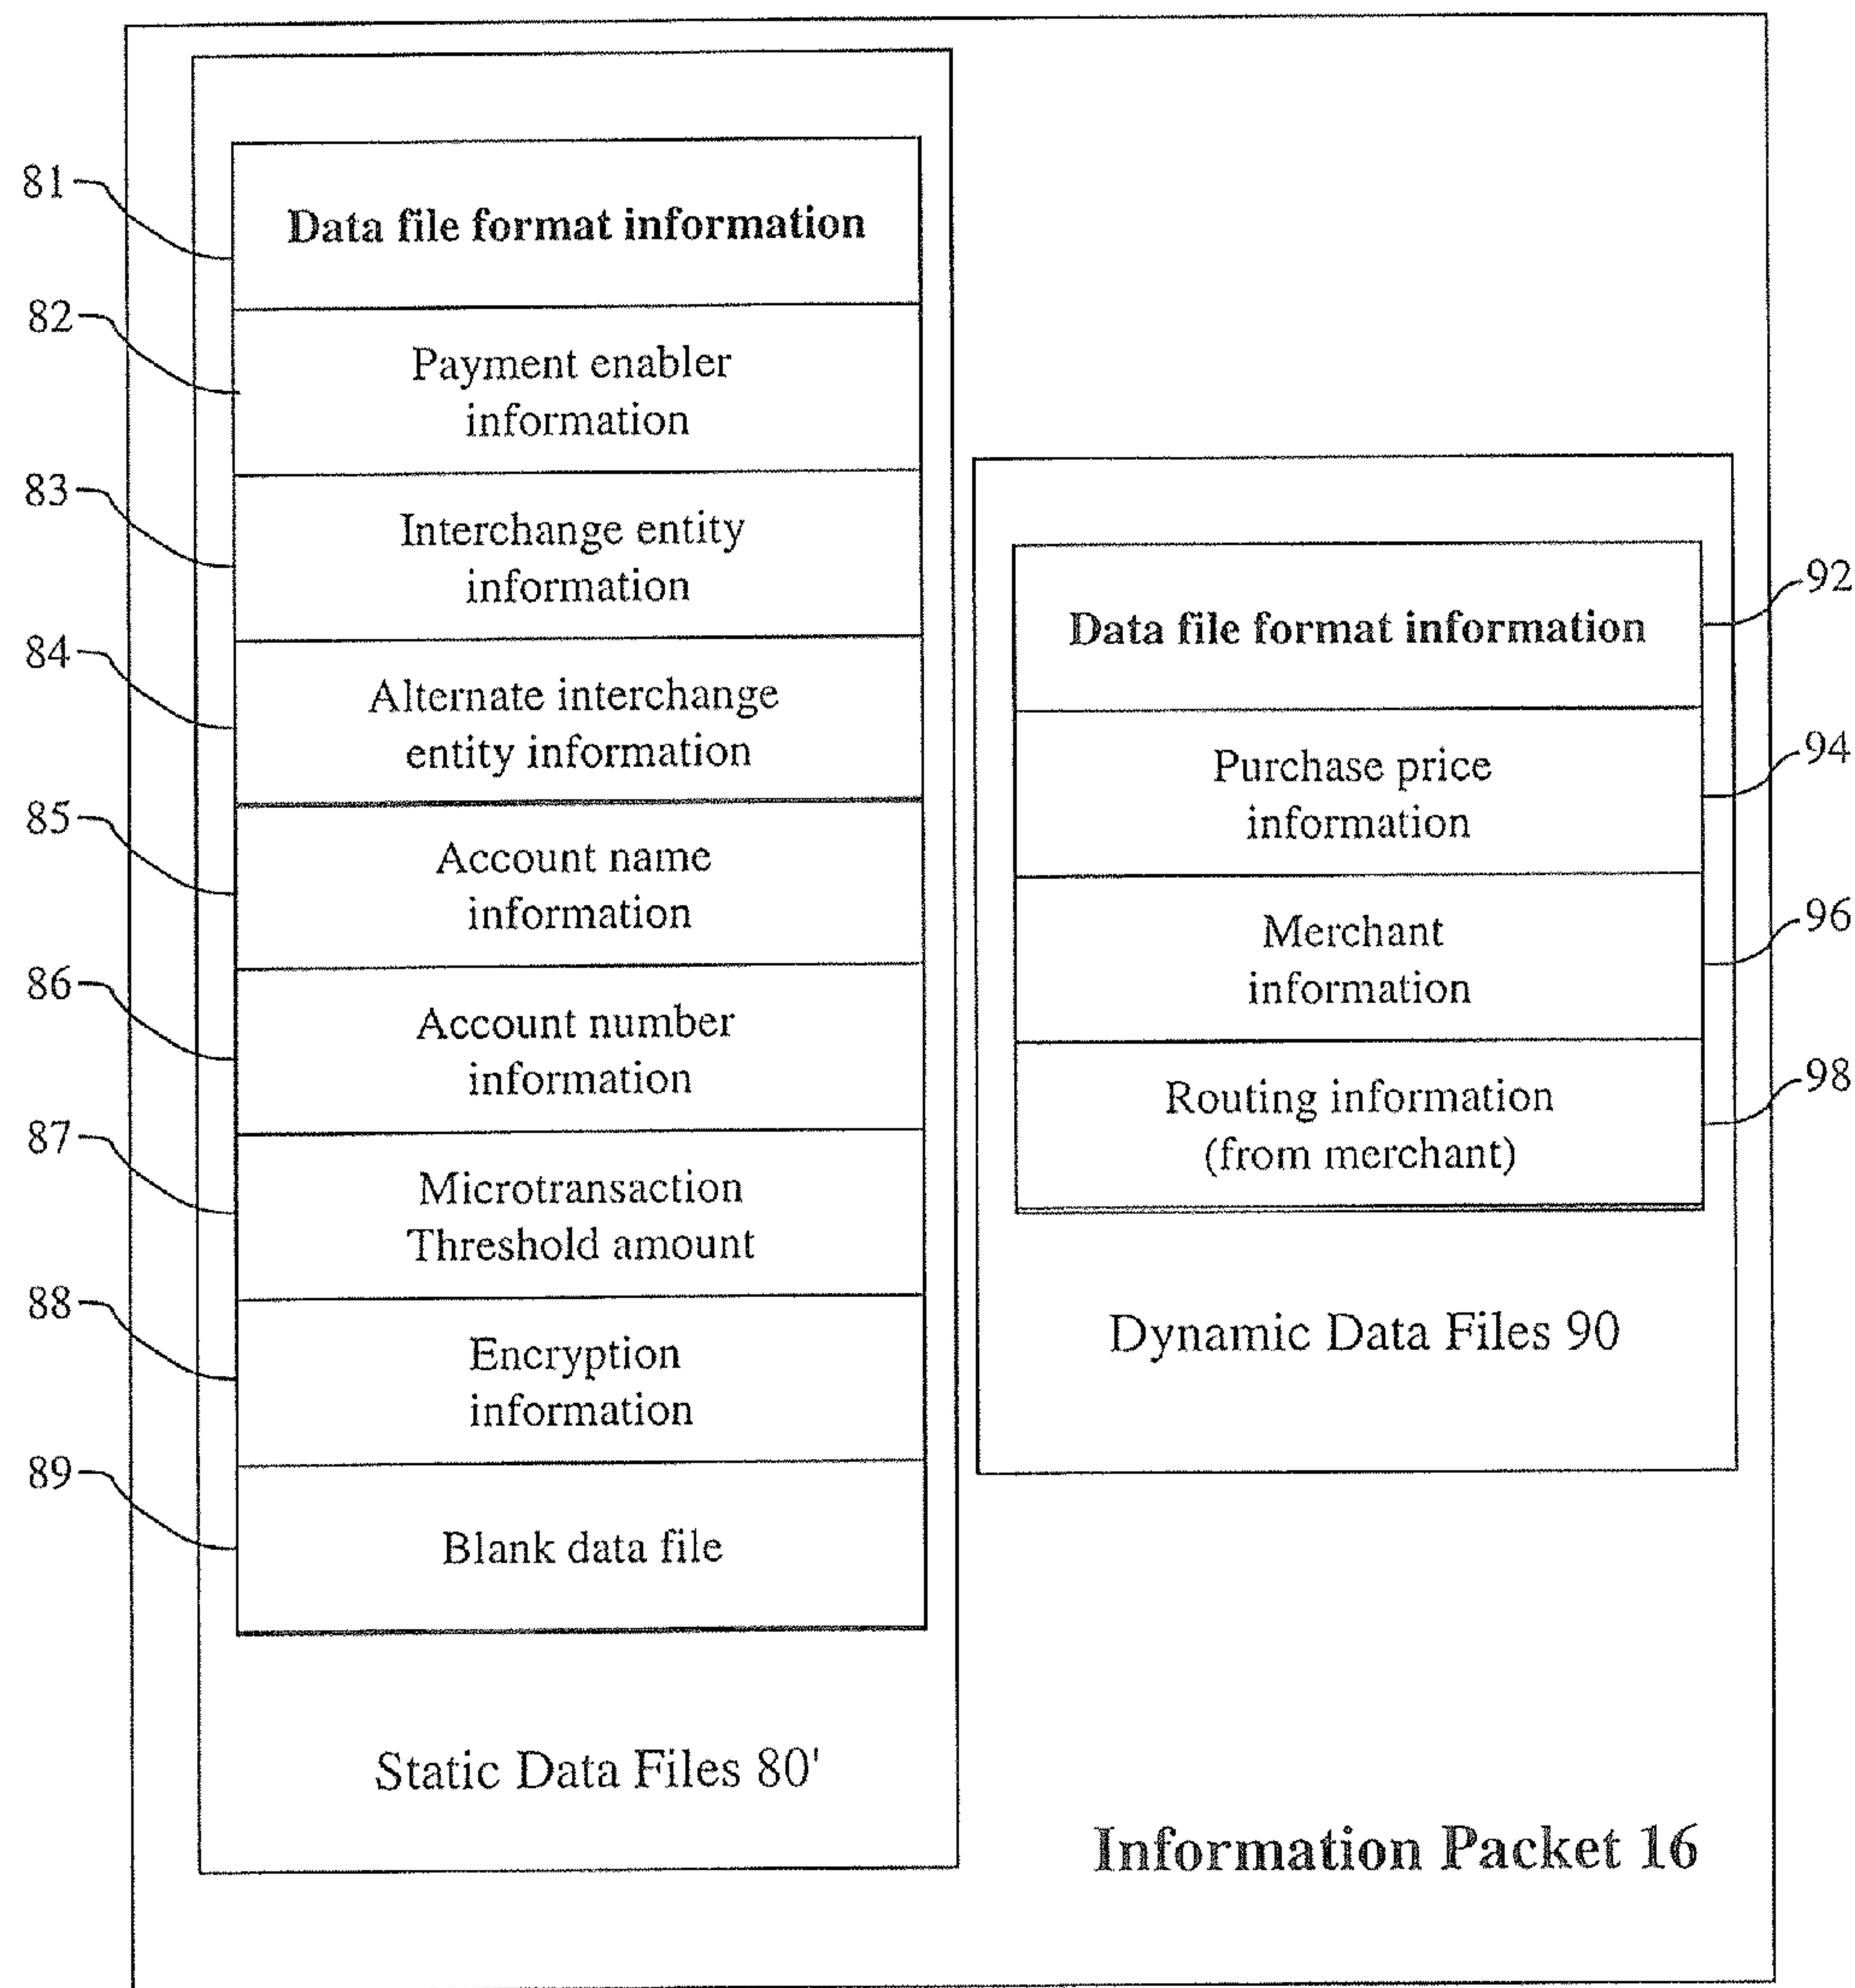 81
Data file format information
82
Payment enabler
information
83
Interchange entity
information
84
Alternate interchange
entity information
85
Account name
information
86
Account number
information
87
Microtransaction
Threshold amount
88
Encryption
information
89
Blank data file
Static Data Files 80'
92
Data file format information
94
Purchase price
information
96
Merchant
information
98
Routing information
(from merchant)
Dynamic Data Files 90
Information Packet 16